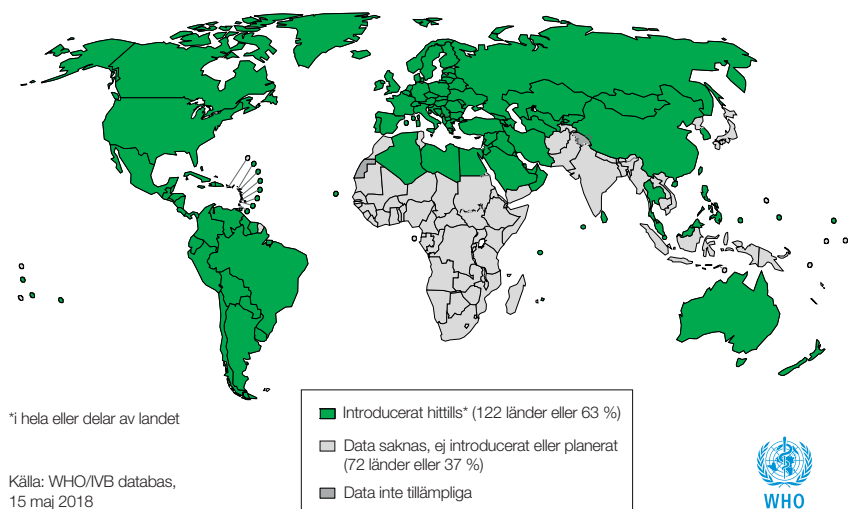 *i hela eller delar av landet
Källa: WHO/IVB databas,
15 maj 2018
Introducerat hittills* (122 länder eller 63 %)
Data saknas, ej introducerat eller planerat
(72 länder eller 37 %)
Data inte tillämpliga
WHO